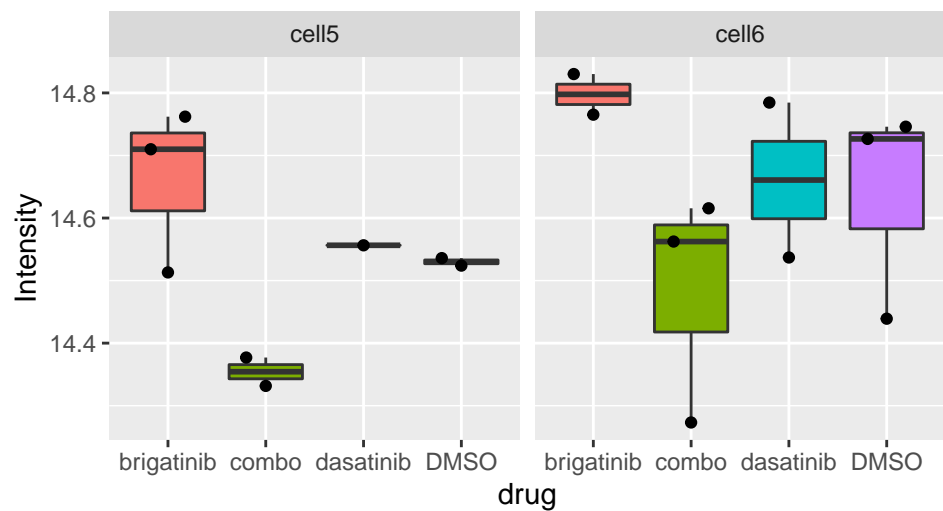 cell5 cell6
Intensity
14.8
14.6
14.4
brigatinib combo dasatinib DMSO brigatinib combo dasatinib DMSO
drug